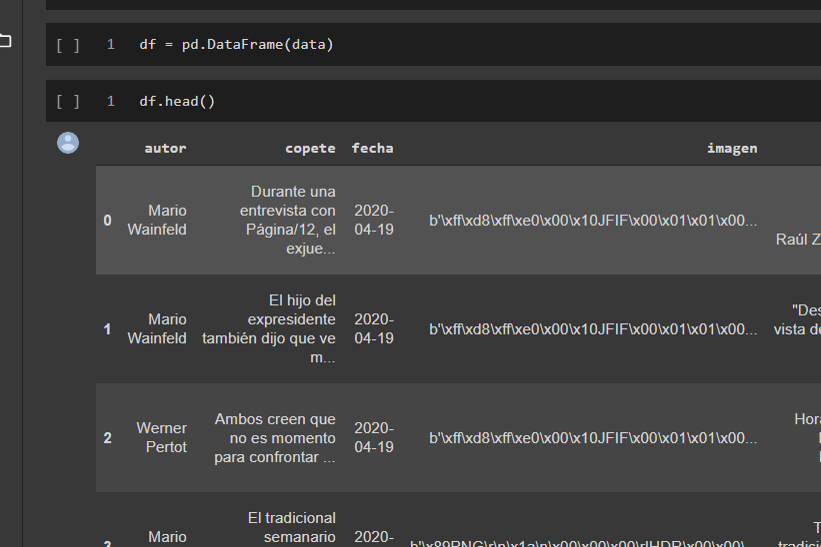 [ ] 1 df = pd.DataFrame(data)
[ ] 1 df.head()
autor copete fecha imagen
0
Mario
Wainfeld
Durante una
entrevista con
Página/12, el
exjue...
2020-
04-19
b'\xff\xd8\xff\xe0\x00\x10JFIF\x00\x01\x01\x00...
Raúl Z
1
Mario
Wainfeld
El hijo del
expresidente
también dijo que ve
m...
2020-
04-19
b'\xff\xd8\xff\xe0\x00\x10JFIF\x00\x01\x01\x00...
"Des
vista de
2
Werner
Pertot
Ambos creen que
no es momento
para confrontar ...
2020-
04-19
b'\xff\xd8\xff\xe0\x00\x10JFIF\x00\x01\x01\x00...
Hora
3
Mario
El tradicional
semanario
2020-
b'\x89PNG\r\n\x1a\n\x00\x00\x00\rIHDR\x00\x00\
T